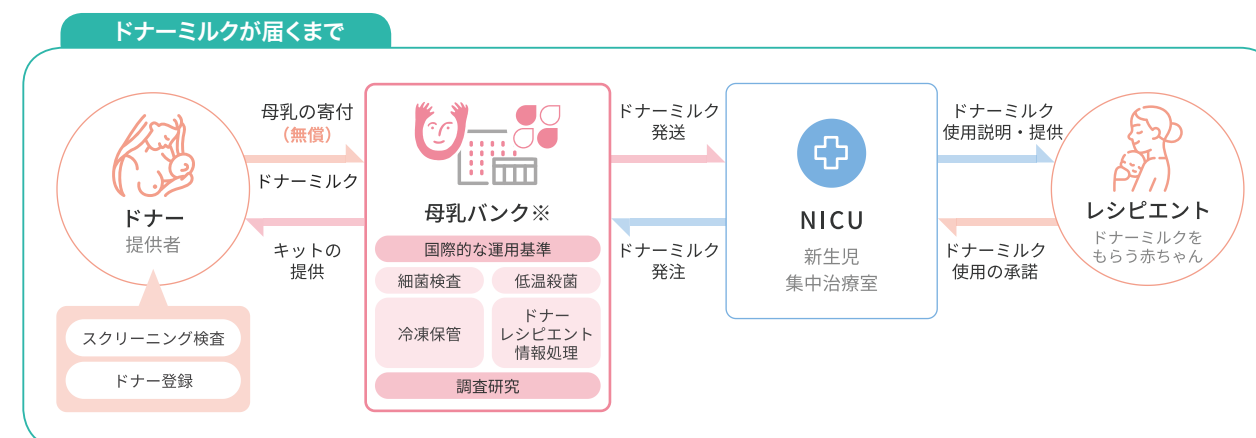 ドナーミルクが届くまで
ドナー
提供者
スクリーニング検査
ドナー登録
母乳の寄付
（無償）
ドナーミルク
キットの
提供
母乳バンク※
国際的な運用基準
細菌検査
低温殺菌
冷凍保管
ドナー
レシピエント
情報処理
調査研究
ドナーミルク
発送
ドナーミルク
発注
NICU
新生児
集中治療室
ドナーミルク
使用説明・提供
ドナーミルク
使用の承諾
レシピエント
ドナーミルクを
もらう赤ちゃん